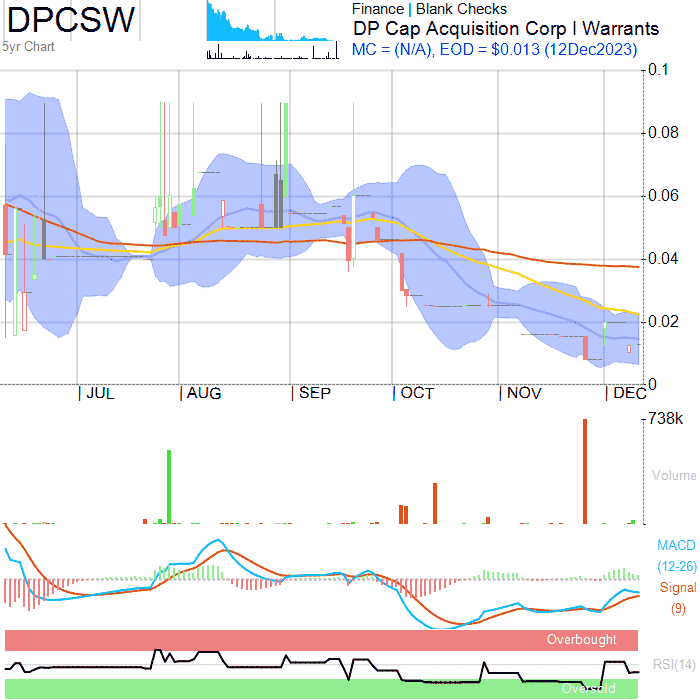 DPCSW
5yr Chart
Finance | Blank Checks
DP Cap Acquisition Corp I Warrants
MC = (N/A), EOD = $0.013 (12Dec2023)
0.1
0.08
0.06
0.04
0.02
0
JUL AUG SEP OCT NOV DEC
738k
Volume
MACD
(12-26)
Signal
(9)
Overbought
RSI(14)
Oversold